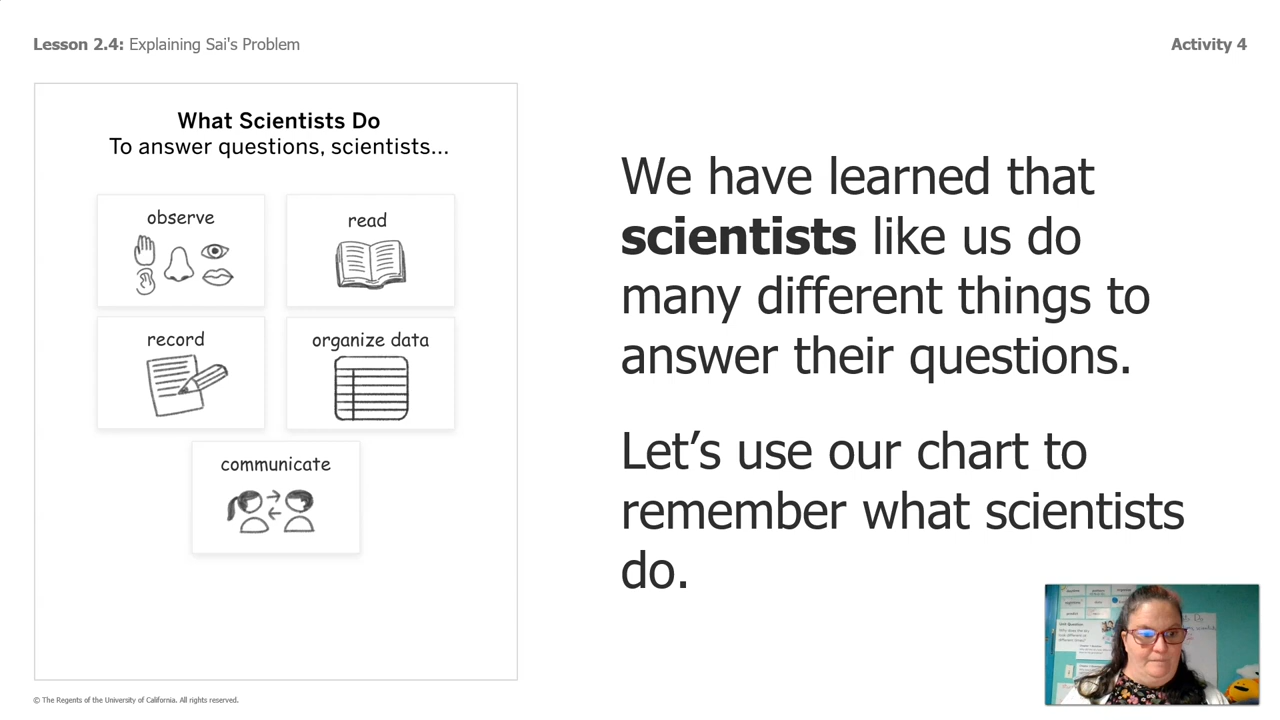 Lesson 2.4: Explaining Sai's Problem
Activity 4
What Scientists Do
To answer questions, scientists...
observe
read
record
organize data
communicate
We have learned that
scientists like us do
many different things to
answer their questions.
Let’s use our chart to
remember what scientists
do.
Unit Question
© The Regents of the University of California. All rights reserved.